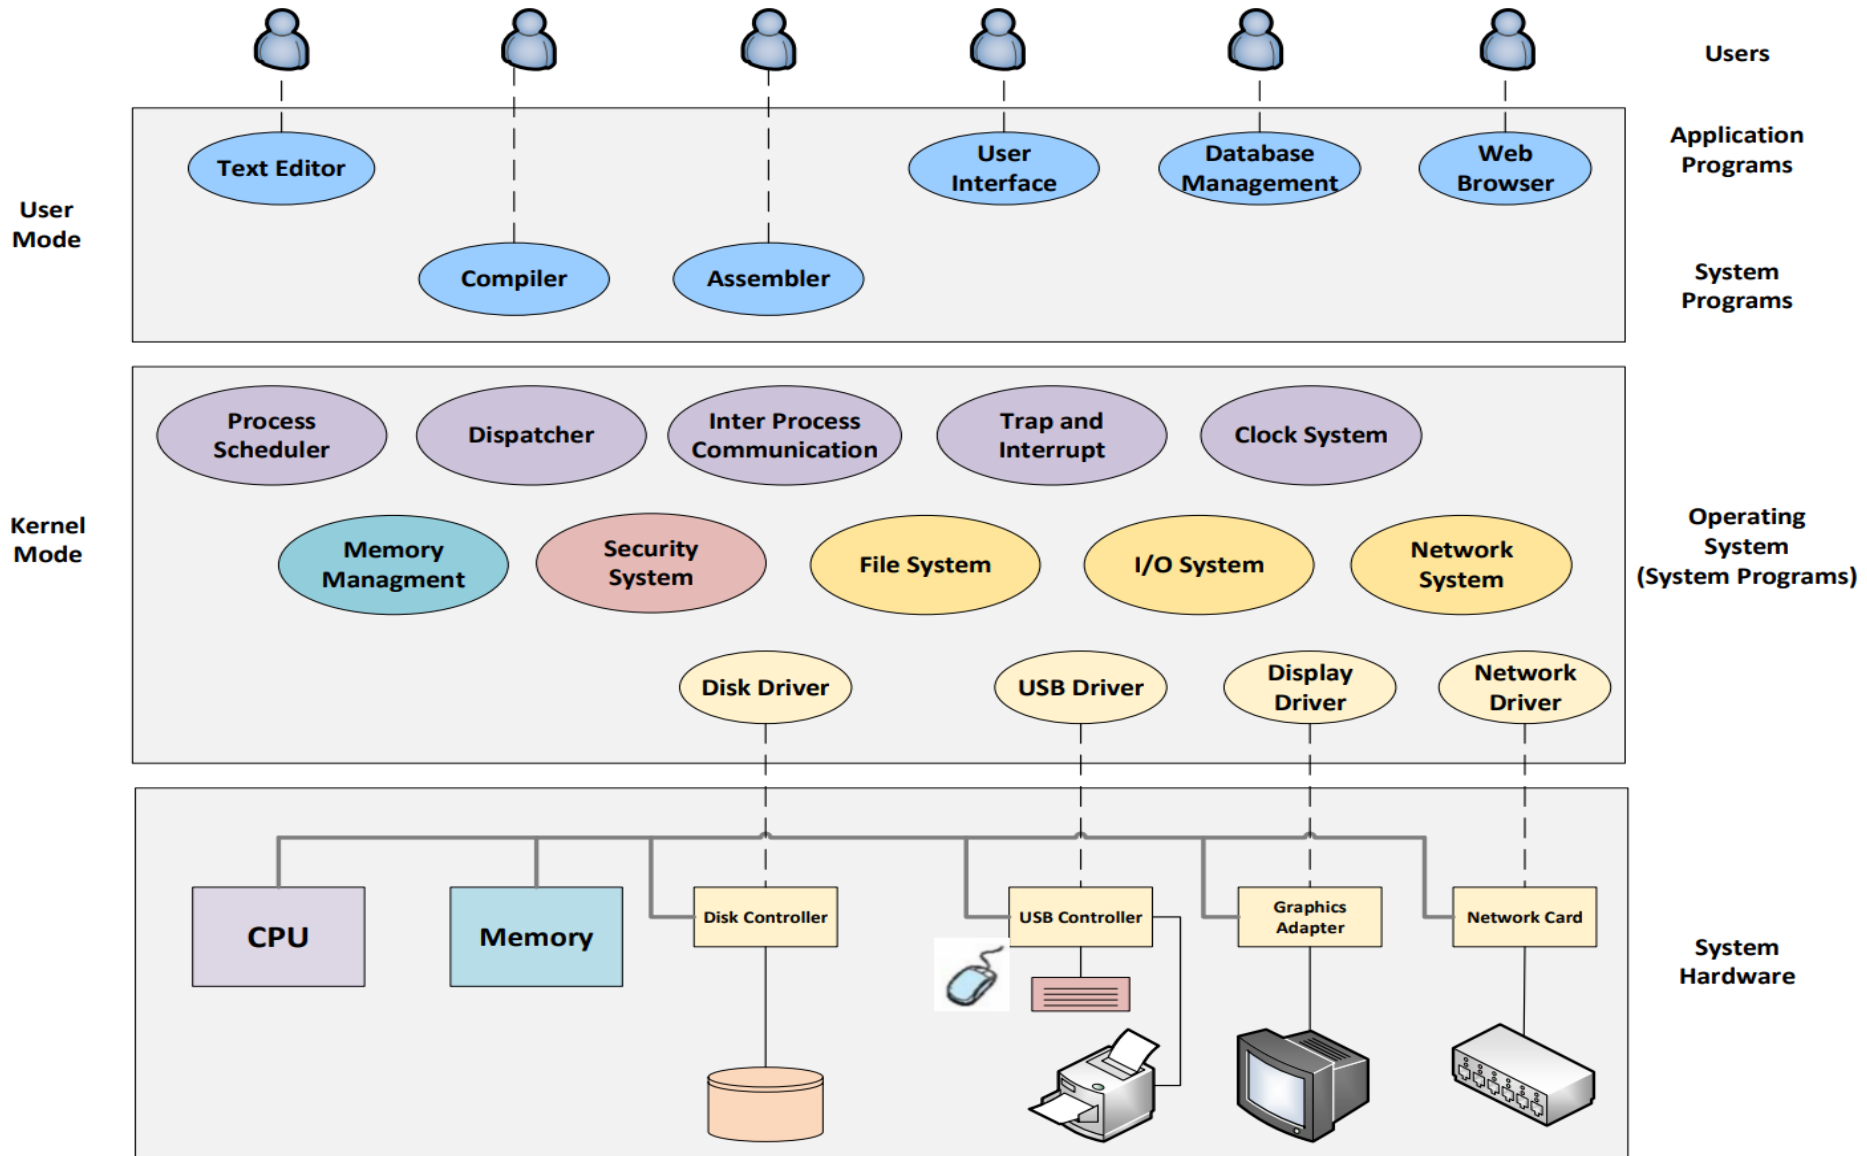 Users
Application
Programs
Text Editor
User
Interface
Database
Management
Web
Browser
User
Mode
Compiler
Assembler
System
Programs
Process
Scheduler
Dispatcher
Inter Process
Communication
Trap and
Interrupt
Clock System
Kernel
Mode
Memory
Managment
Security
System
File System
I/O System
Network
System
Operating
System
(System Programs)
Disk Driver
USB Driver
Display
Driver
Network
Driver
CPU
Memory
Disk Controller
USB Controller
Graphics
Adapter
Network Card
System
Hardware